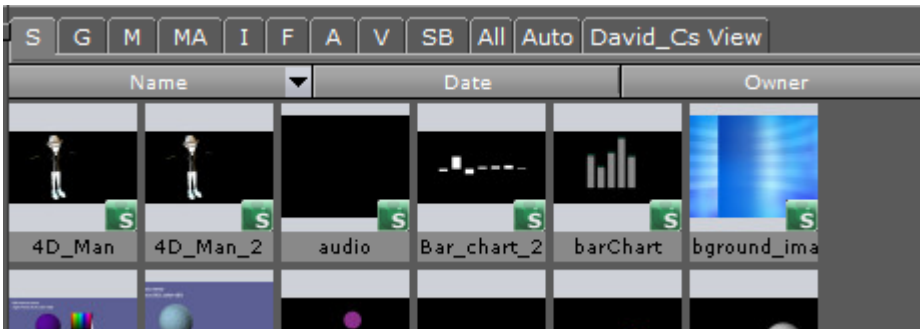 S G M MA I F A V SB All Auto David_Cs View
Name Date Owner
S S S S S S
4D_Man 4D_Man_2 audio Bar_chart_2 barChart bground_ima